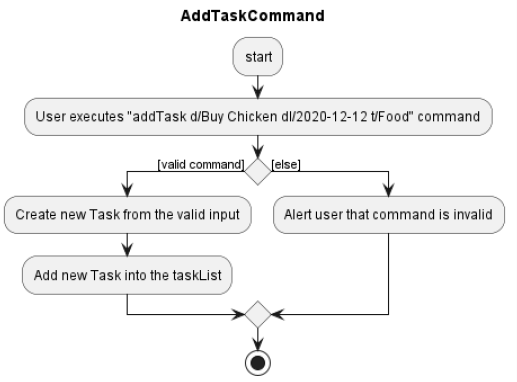 AddTaskCommand
start
User executes "addTask d/Buy Chicken dl/2020-12-12 t/Food" command
[valid command]
[else]
Create new Task from the valid input
Alert user that command is invalid
Add new Task into the taskList